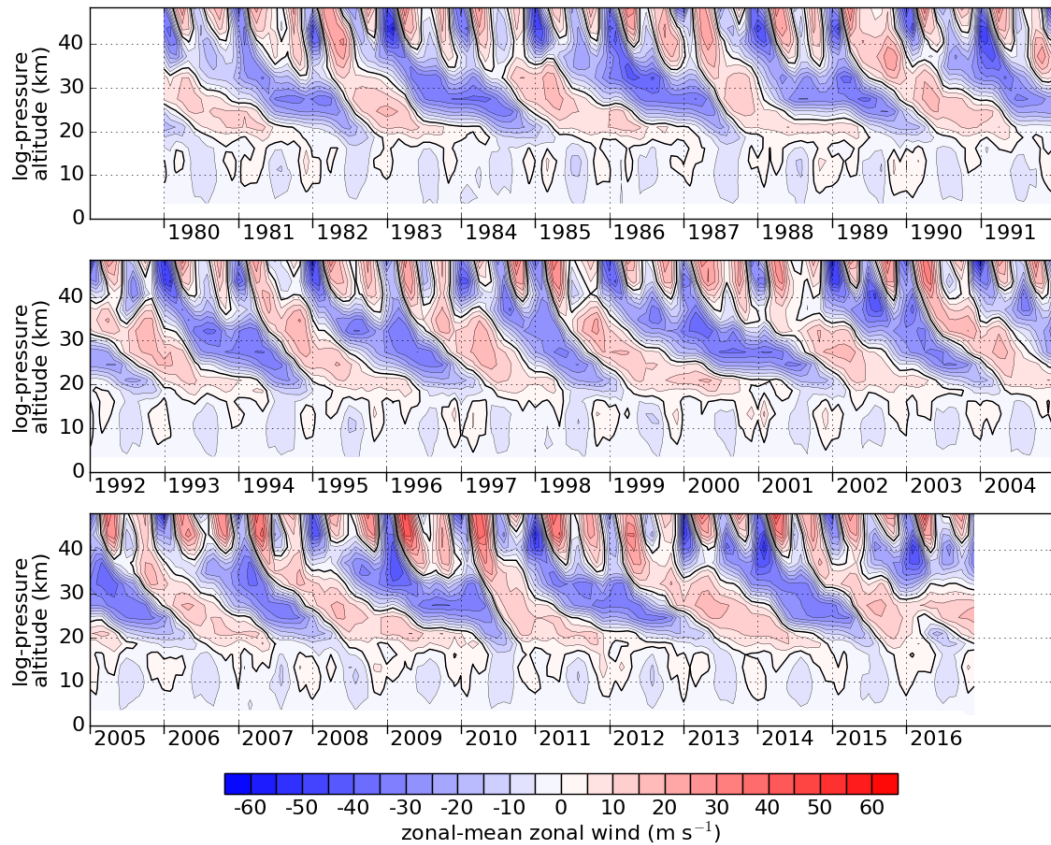 log-pressure
altitude (km)
40
30
20
10
0
1980 1981 1982 1983 1984 1985 1986 1987 1988 1989 1990 1991
log-pressure
altitude (km)
40
30
20
10
0
1992 1993 1994 1995 1996 1997 1998 1999 2000 2001 2002 2003 2004
log-pressure
altitude (km)
40
30
20
10
0
2005 2006 2007 2008 2009 2010 2011 2012 2013 2014 2015 2016
-60 -50 -40 -30 -20 -10 0 10 20 30 40 50 60
zonal-mean zonal wind (m s⁻¹)